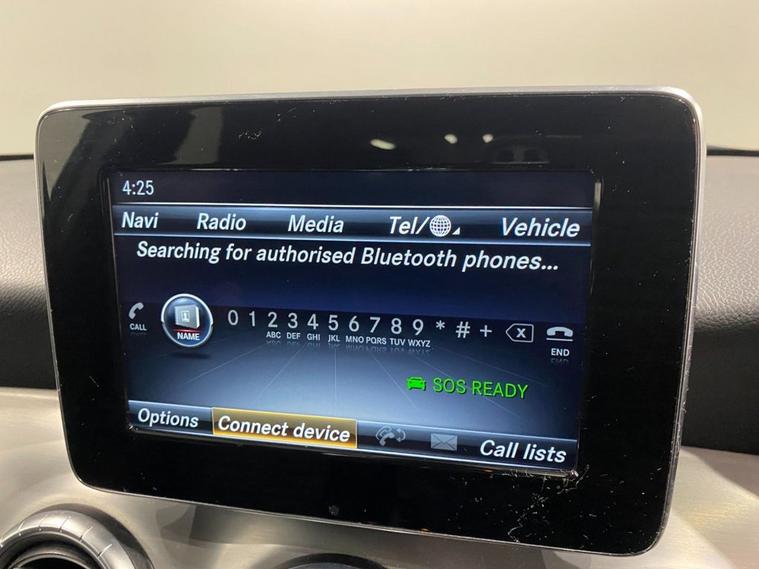 4:25
Navi Radio Media Tel/ Vehicle
Searching for authorised Bluetooth phones...
CALL NAME 0 1 2 3 4 5 6 7 8 9 * # + END
ABC DEF GHI JKL MNO PQRS TUV WXYZ
SOS READY
Options Connect device Call lists